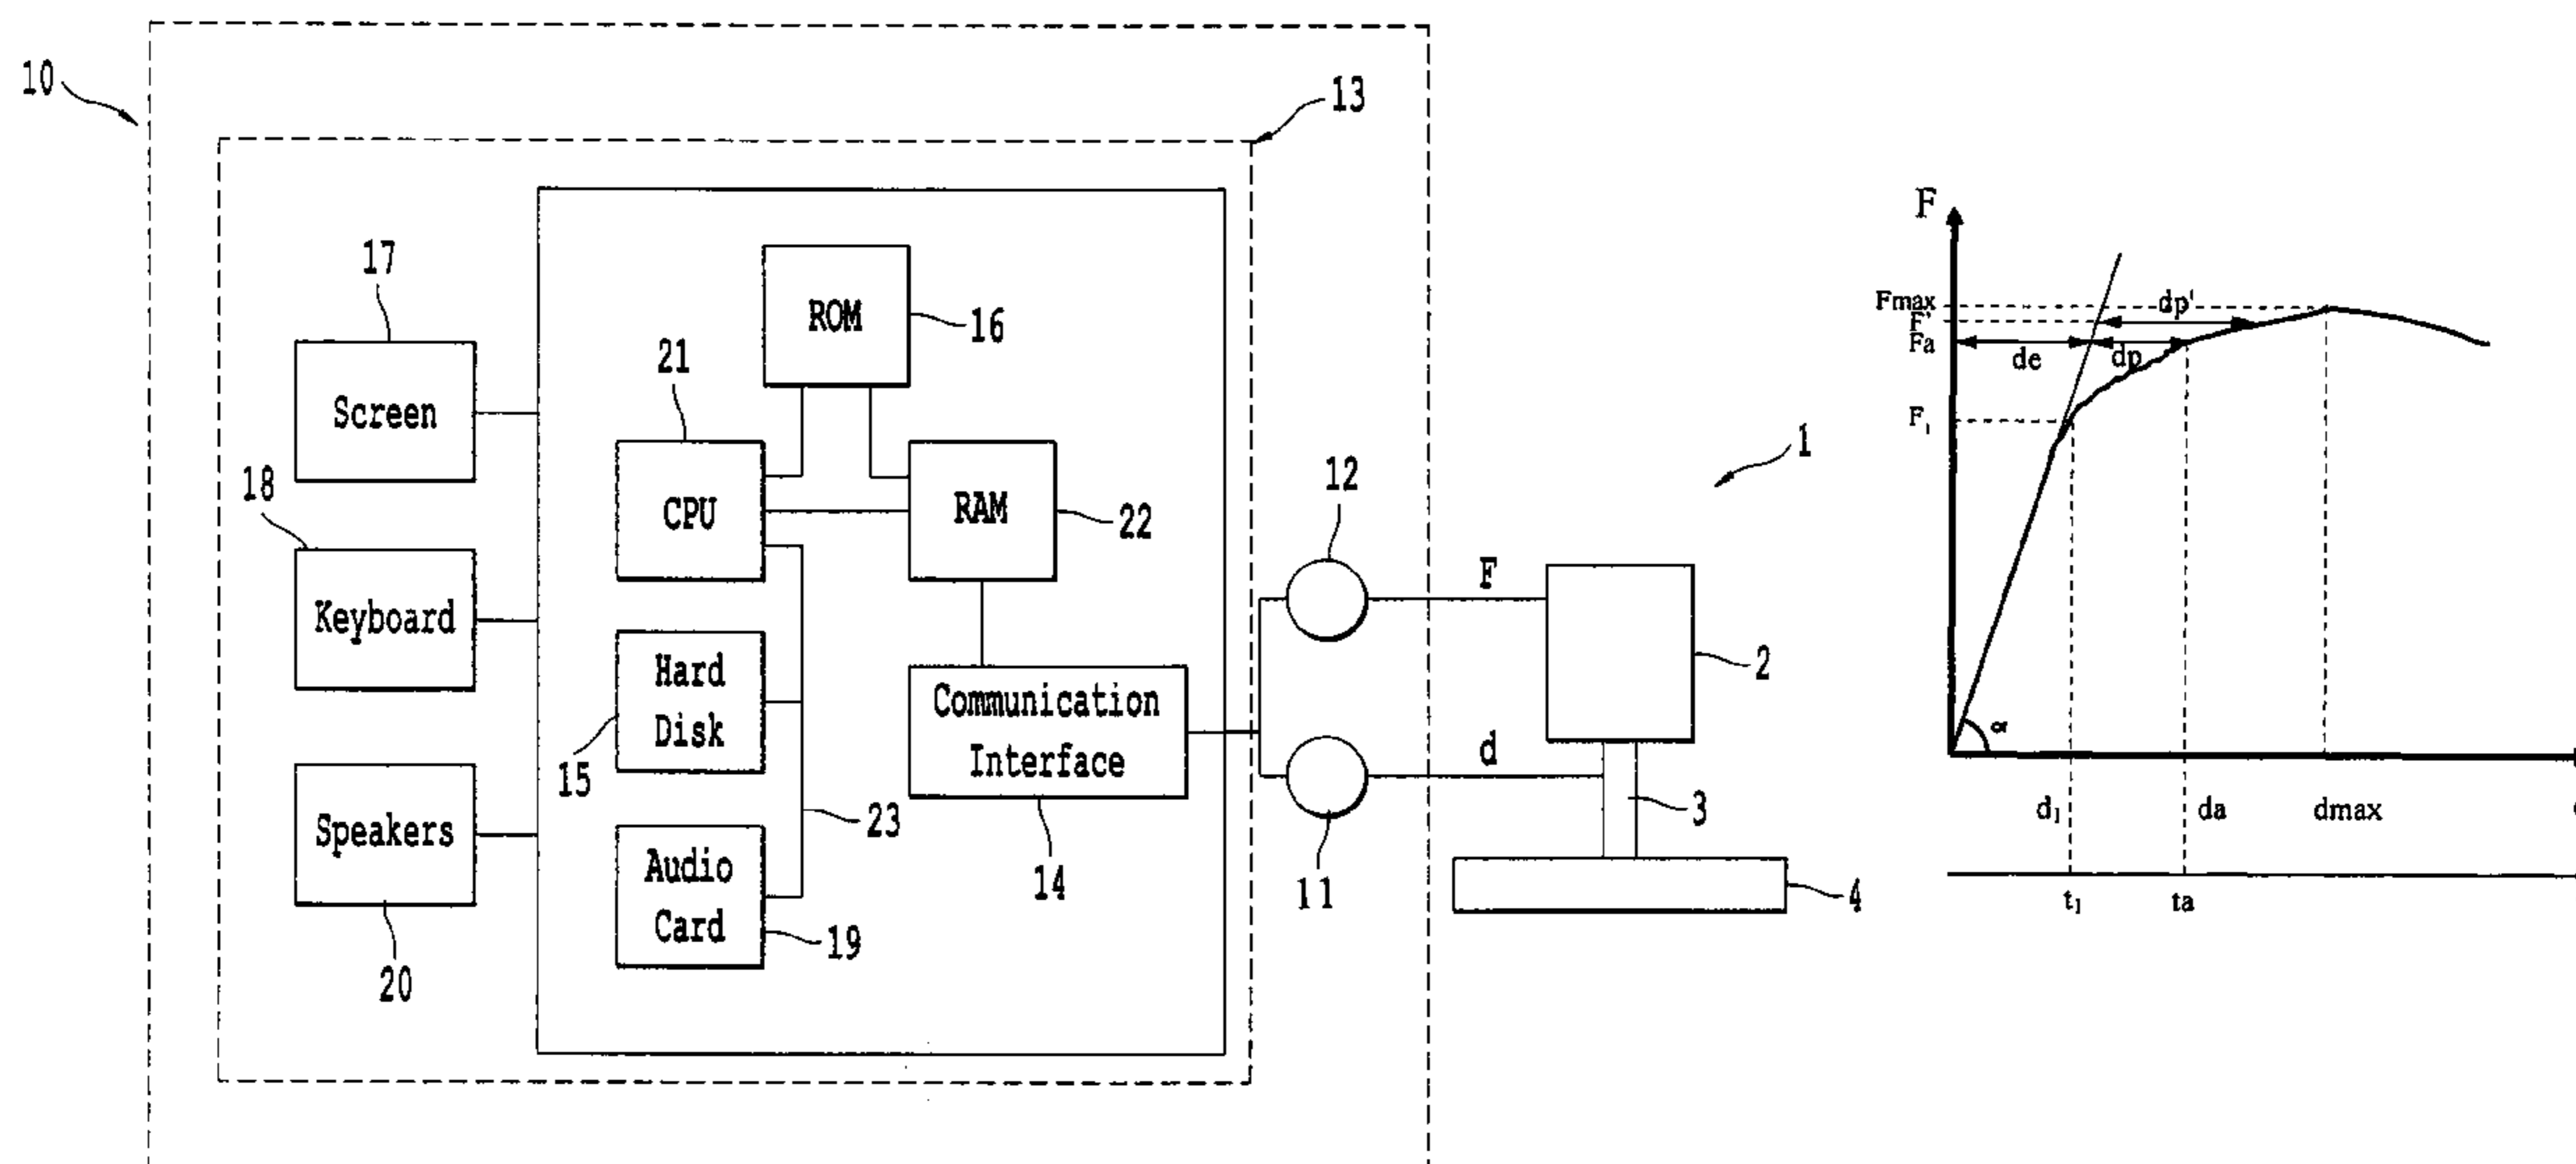 10
13
17
Screen
18
Keyboard
Speakers
20
ROM
16
21
CPU
RAM
22
Hard
Disk
15
Communication
Interface
14
23
Audio
Card
19
12
F
11
d
1
2
3
4
F
Fmax
F'
Fa
F1
dp'
de
dp
α
d1
da
dmax
t1
ta